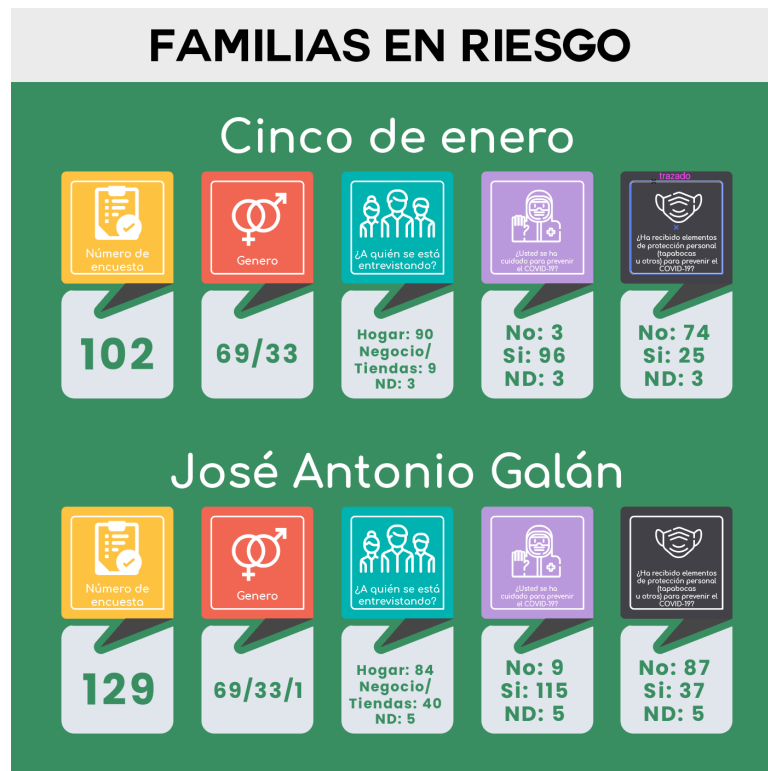 FAMILIAS EN RIESGO
Cinco de enero
Número de
encuesta
Genero
¿A quién se está
entrevistando?
¿Usted se ha
cuidado para prevenir
el COVID-19?
trazado
¿Ha recibido elementos
de protección personal
(tapabocas
u otros) para prevenir el
COVID-19?
102
69/33
Hogar: 90
Negocio/
Tiendas: 9
ND: 3
No: 3
Si: 96
ND: 3
No: 74
Si: 25
ND: 3
José Antonio Galán
Número de
encuesta
Genero
¿A quién se está
entrevistando?
¿Usted se ha
cuidado para prevenir
el COVID-19?
¿Ha recibido elementos
de protección personal
(tapabocas
u otros) para prevenir el
COVID-19?
129
69/33/1
Hogar: 84
Negocio/
Tiendas: 40
ND: 5
No: 9
Si: 115
ND: 5
No: 87
Si: 37
ND: 5